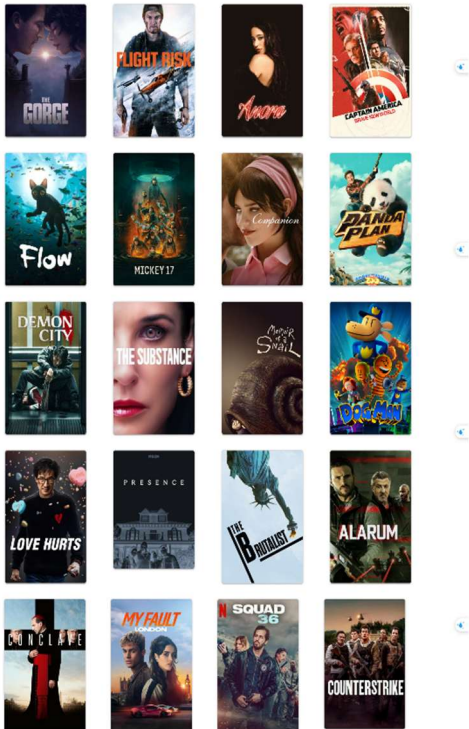 THE
GORGE
FLIGHT RISK
Anora
CAPTAIN AMERICA
BRAVE NEW WORLD
Flow
MICKEY 17
Companion
PANDA
PLAN
DEMON
CITY
THE SUBSTANCE
Memoir
of a
SNAIL
DOG MAN
LOVE HURTS
PRESENCE
THE
BRUTALIST
ALARUM
CONCLAVE
MY FAULT
LONDON
N
SQUAD
36
COUNTERSTRIKE